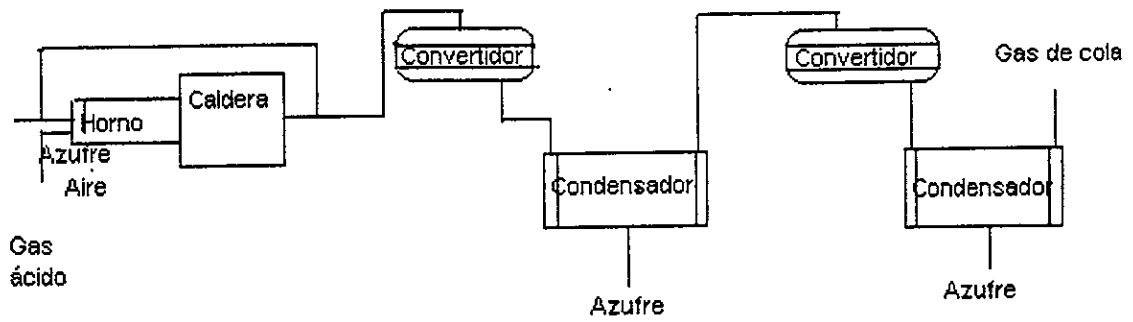 Convertidor
Convertidor
Gas de cola
Caldera
Horno
Azufre
Aire
Condensador
Condensador
Gas
ácido
Azufre
Azufre